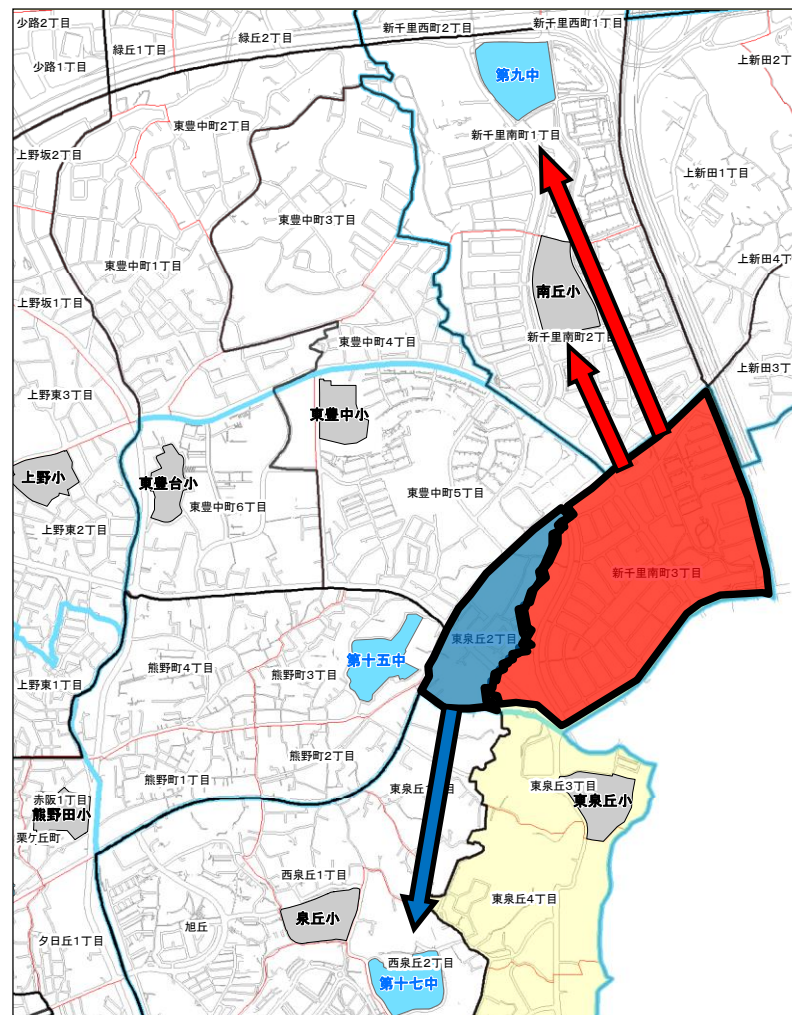 少路2丁目
緑丘1丁目
緑丘2丁目
新千里西町2丁目
新千里西町1丁目
少路1丁目
上新田2丁
第九中
東豊中町2丁目
新千里南町1丁目
上野坂2丁目
上新田1丁目
東豊中町3丁目
東豊中町1丁目
上新田4丁
南丘小
上野坂1丁目
新千里南町2丁目
東豊中町4丁目
上新田3丁
上野東3丁目
東豊中小
上野小
東豊台小
東豊中町5丁目
東豊中町6丁目
上野東2丁目
新千里南町3丁目
東泉丘2丁目
第十五中
熊野町4丁目
熊野町3丁目
上野東1丁目
熊野町2丁目
熊野町1丁目
東泉丘1
東泉丘3丁目
赤阪1丁目
東泉丘小
熊野田小
栗ケ丘町
西泉丘1丁目
東泉丘4丁目
泉丘小
旭丘
夕日丘1丁目
西泉丘2丁目
第十七中